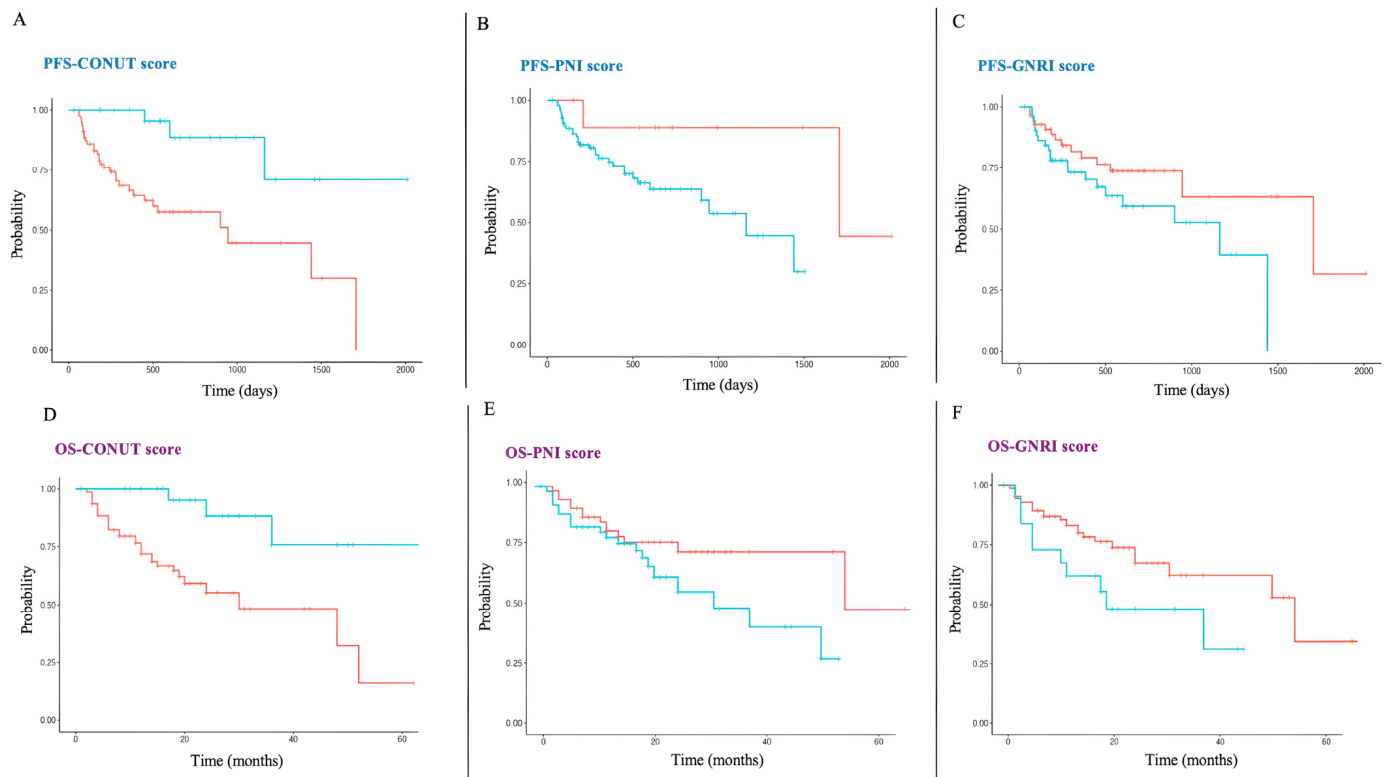 A
PFS-CONUT score
1.00
0.75
0.50
0.25
0.00
Probability
0
500
1000
1500
2000
Time (days)
B
PFS-PNI score
1.00
0.75
0.50
0.25
0.00
Probability
0
500
1000
1500
2000
Time (days)
C
PFS-GNRI score
1.00
0.75
0.50
0.25
0.00
Probability
0
500
1000
1500
2000
Time (days)
D
OS-CONUT score
1.00
0.75
0.50
0.25
0.00
Probability
0
20
40
60
Time (months)
E
OS-PNI score
1.00
0.75
0.50
0.25
0.00
Probability
0
20
40
60
Time (months)
F
OS-GNRI score
1.00
0.75
0.50
0.25
0.00
Probability
0
20
40
60
Time (months)